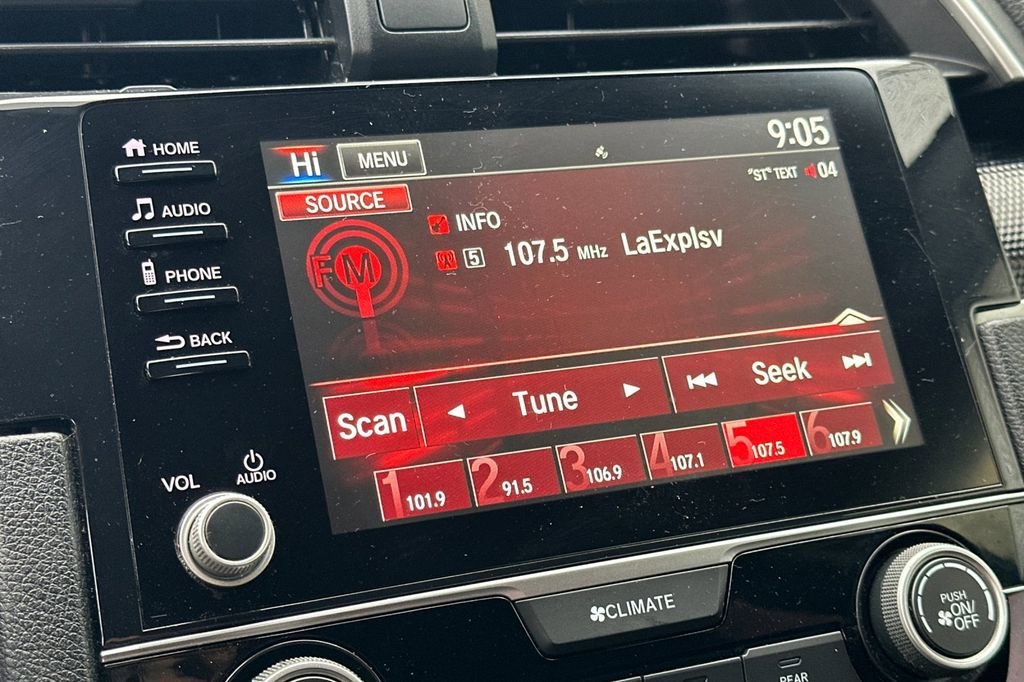 HOME
AUDIO
PHONE
BACK
VOL
AUDIO
Hi MENU 9:05
"ST" TEXT 04
SOURCE
FM
INFO
5 107.5 MHz LaExplsv
Scan Tune Seek
1 101.9 2 91.5 3 106.9 4 107.1 5 107.5 6 107.9
CLIMATE
PUSH
ON/
OFF
REAR